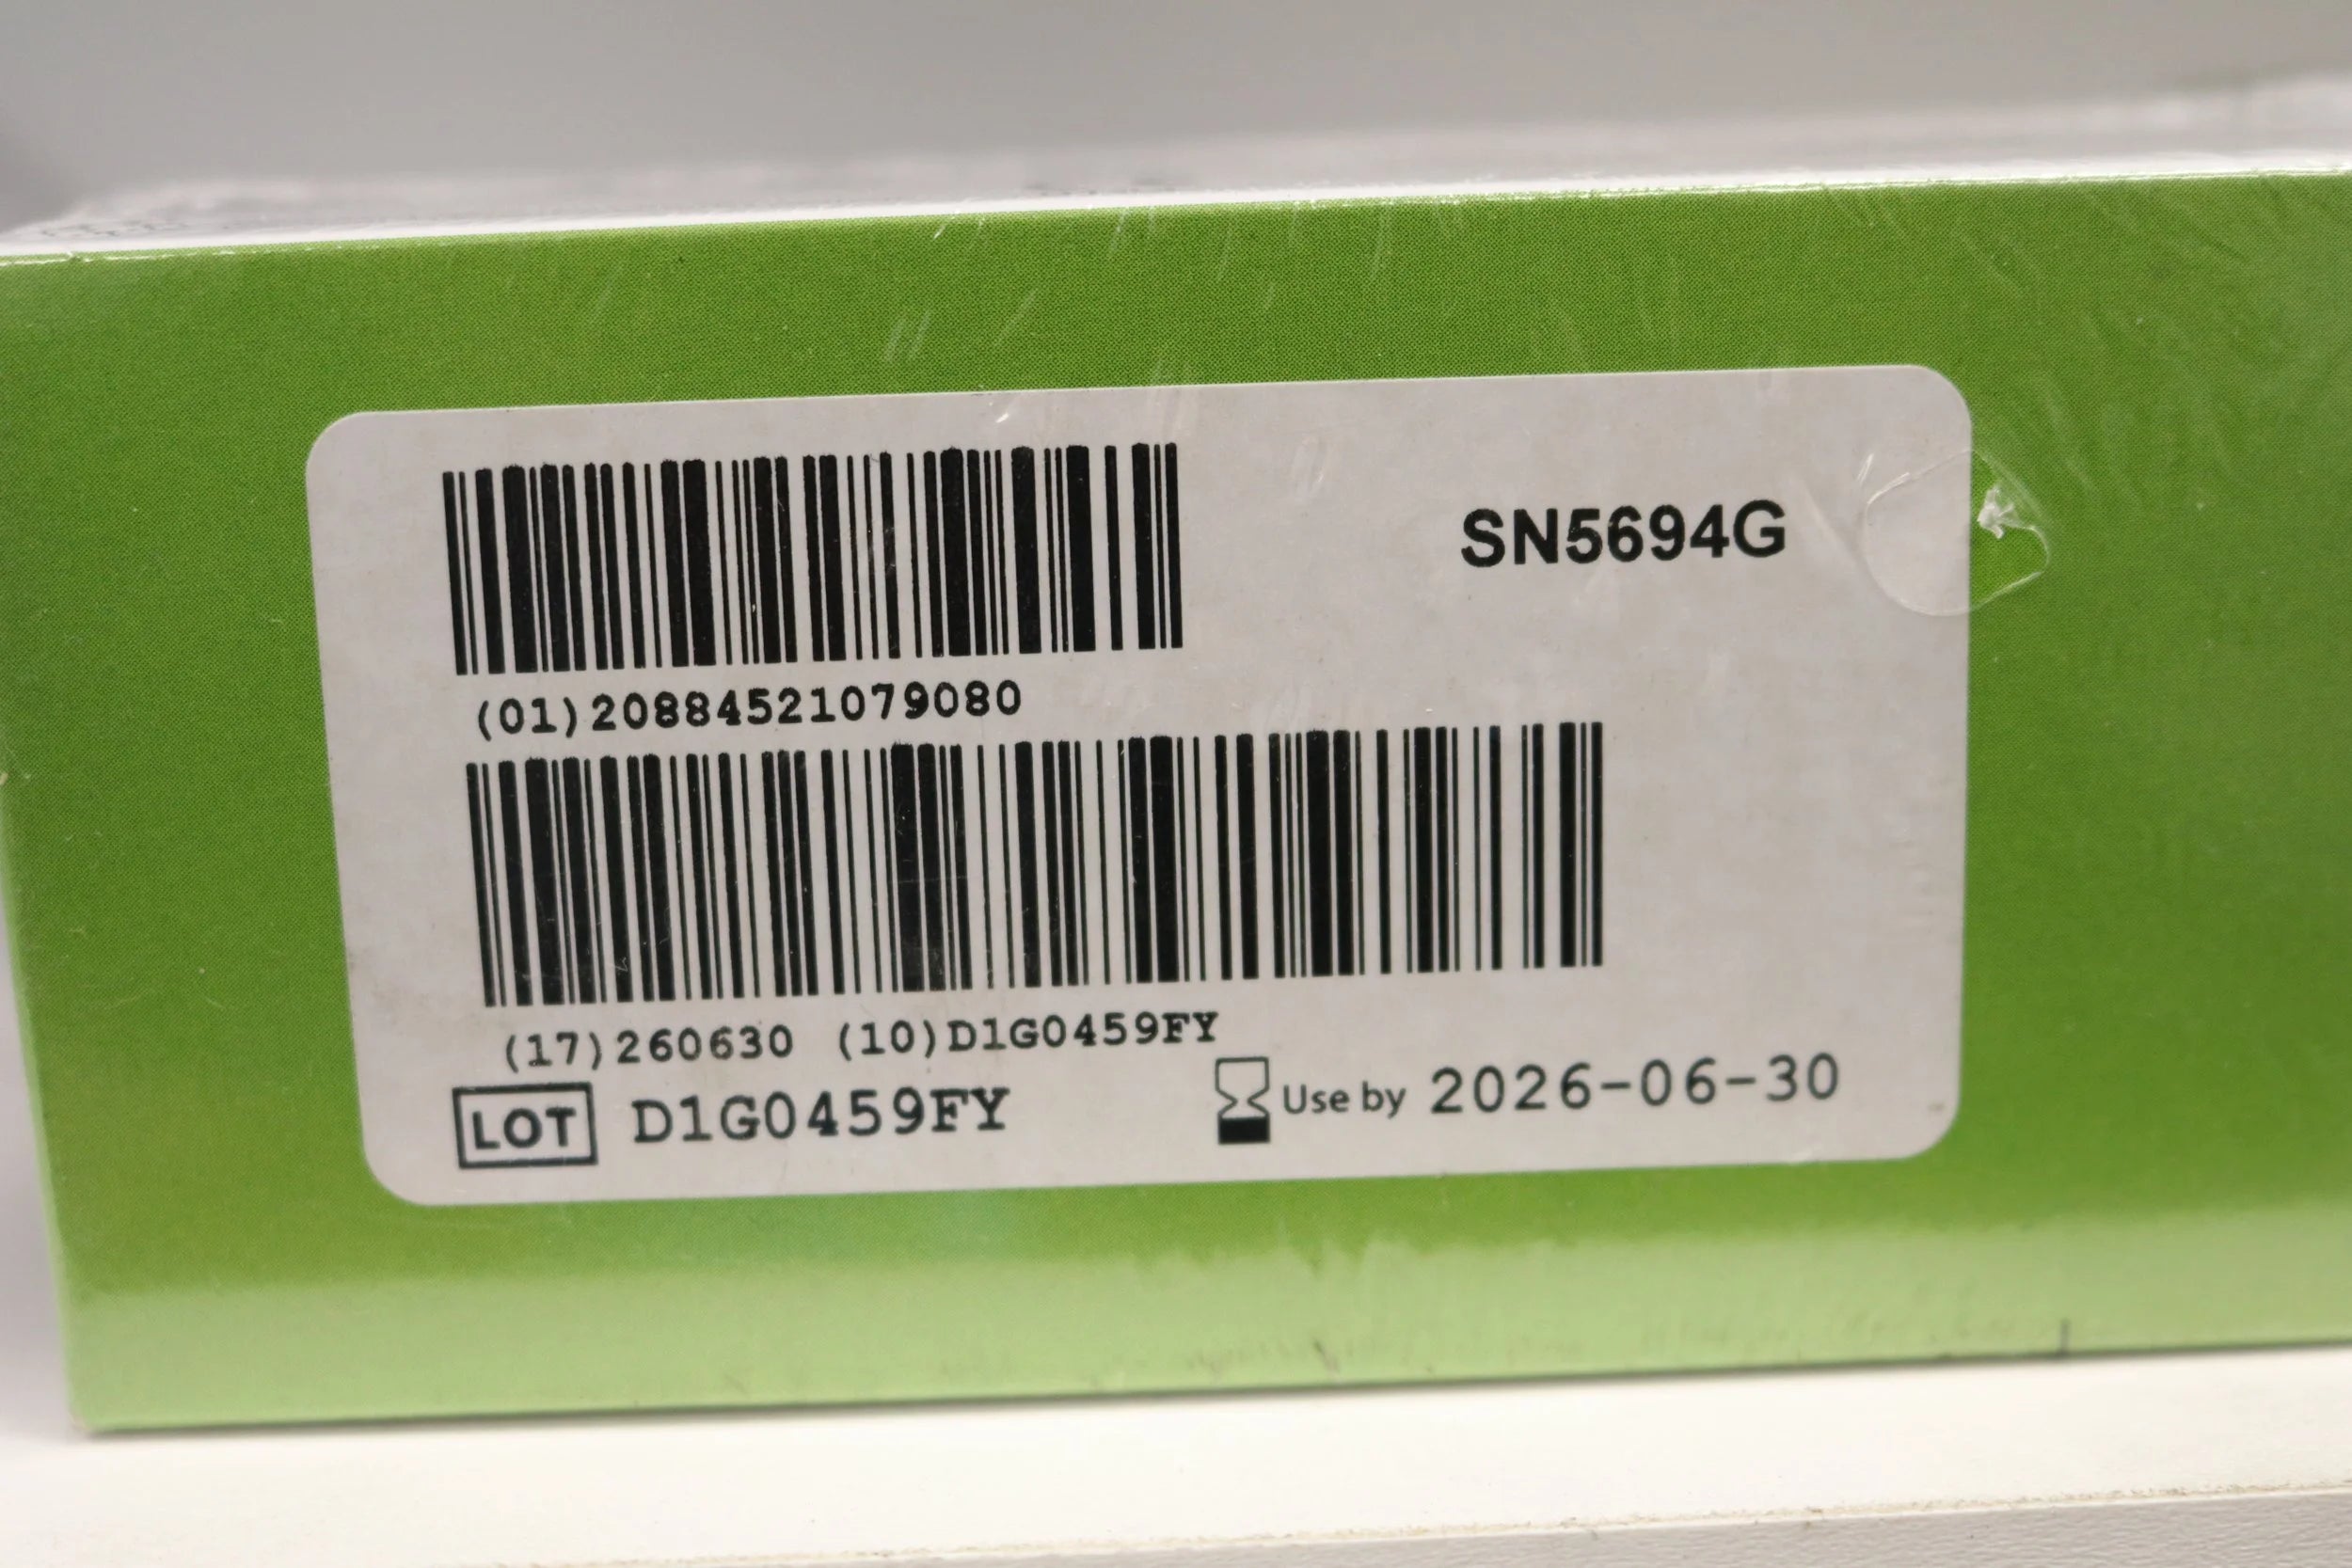 SN5694G
(01)20884521079080
(17)260630 (10)D1G0459FY
LOT D1G0459FY
Use by 2026-06-30